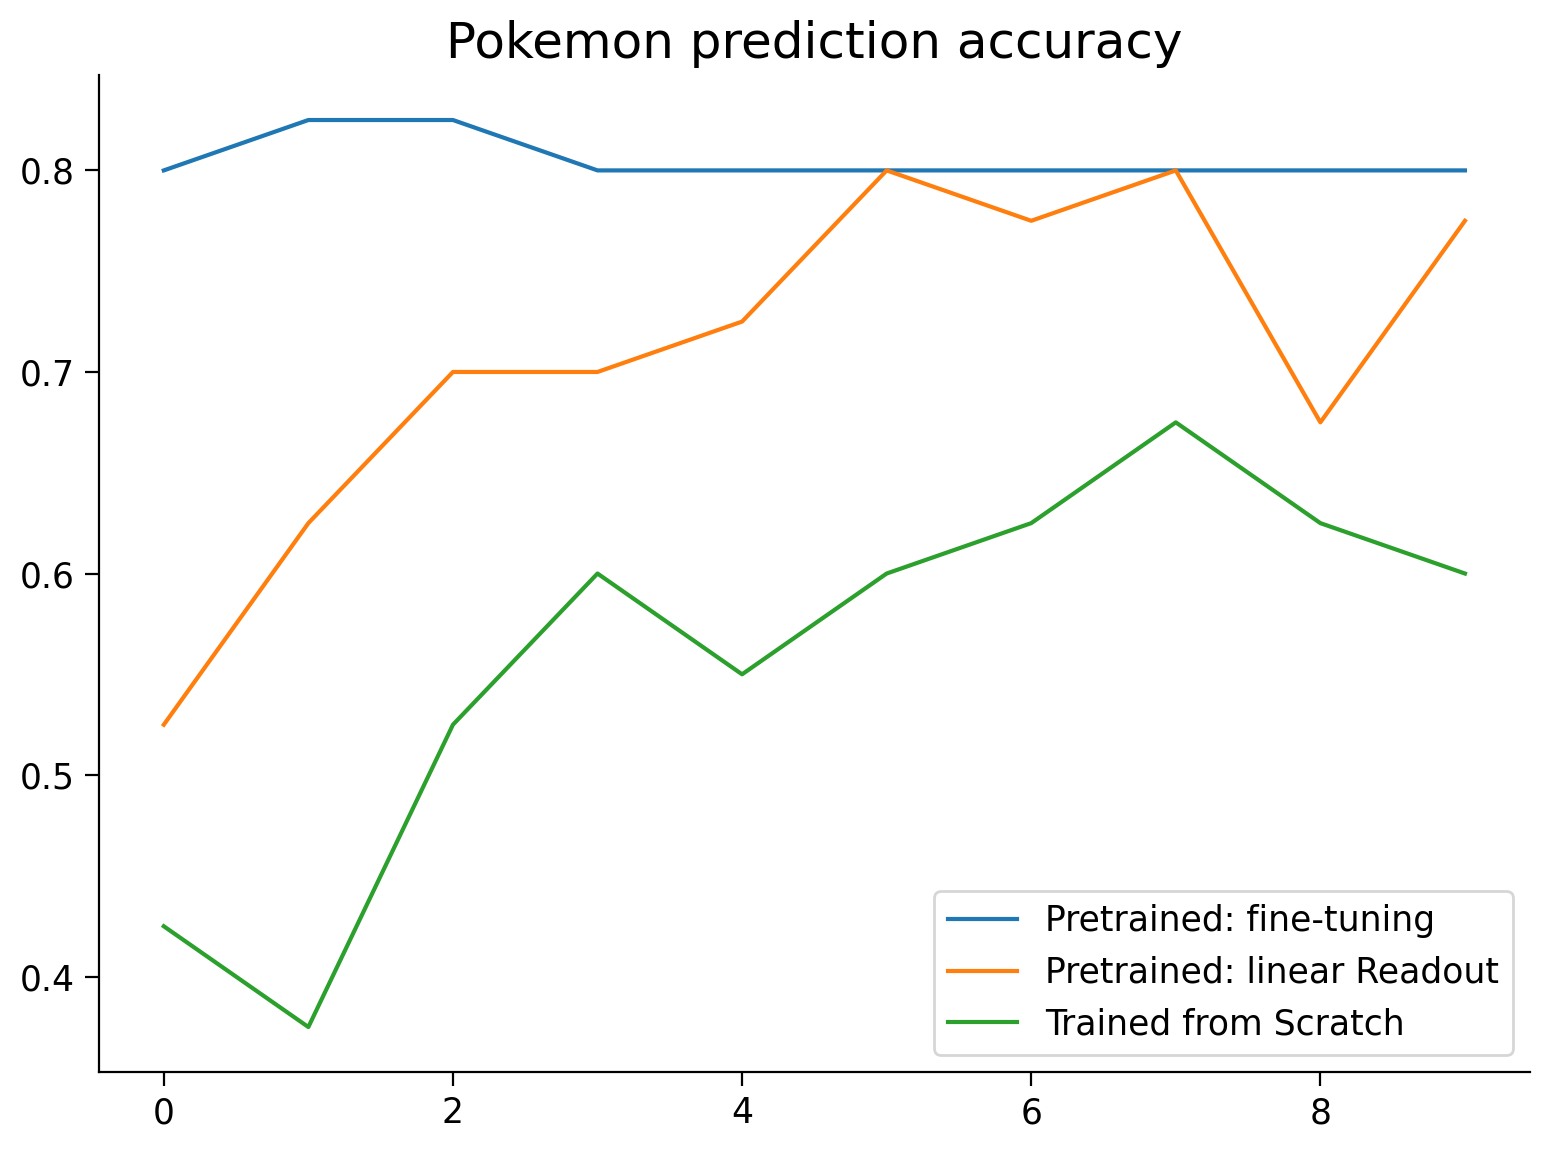 Pokemon prediction accuracy
0.8
0.7
0.6
0.5
0.4
Pretrained: fine-tuning
Pretrained: linear Readout
Trained from Scratch
0 2 4 6 8